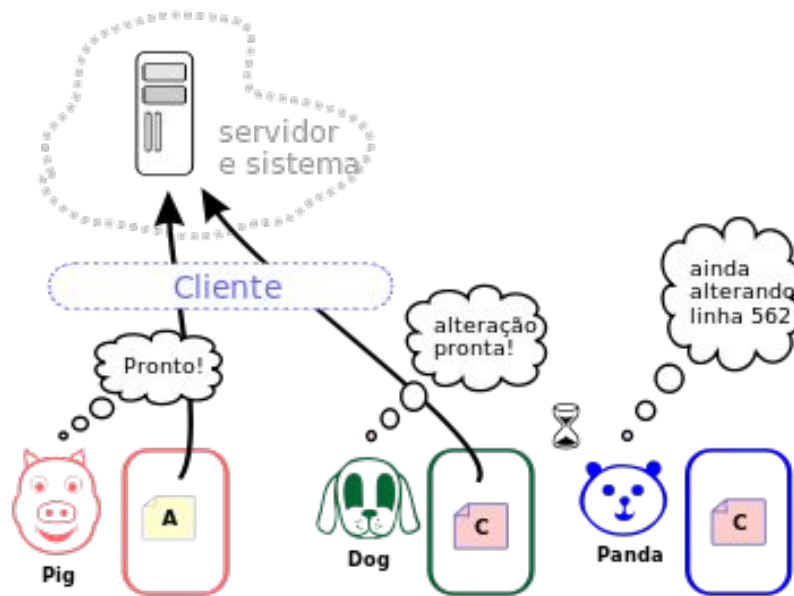 servidor
e sistema
Cliente
Pronto!
alteração
pronta!
ainda
alterando
linha 562
A
Pig
C
Dog
C
Panda